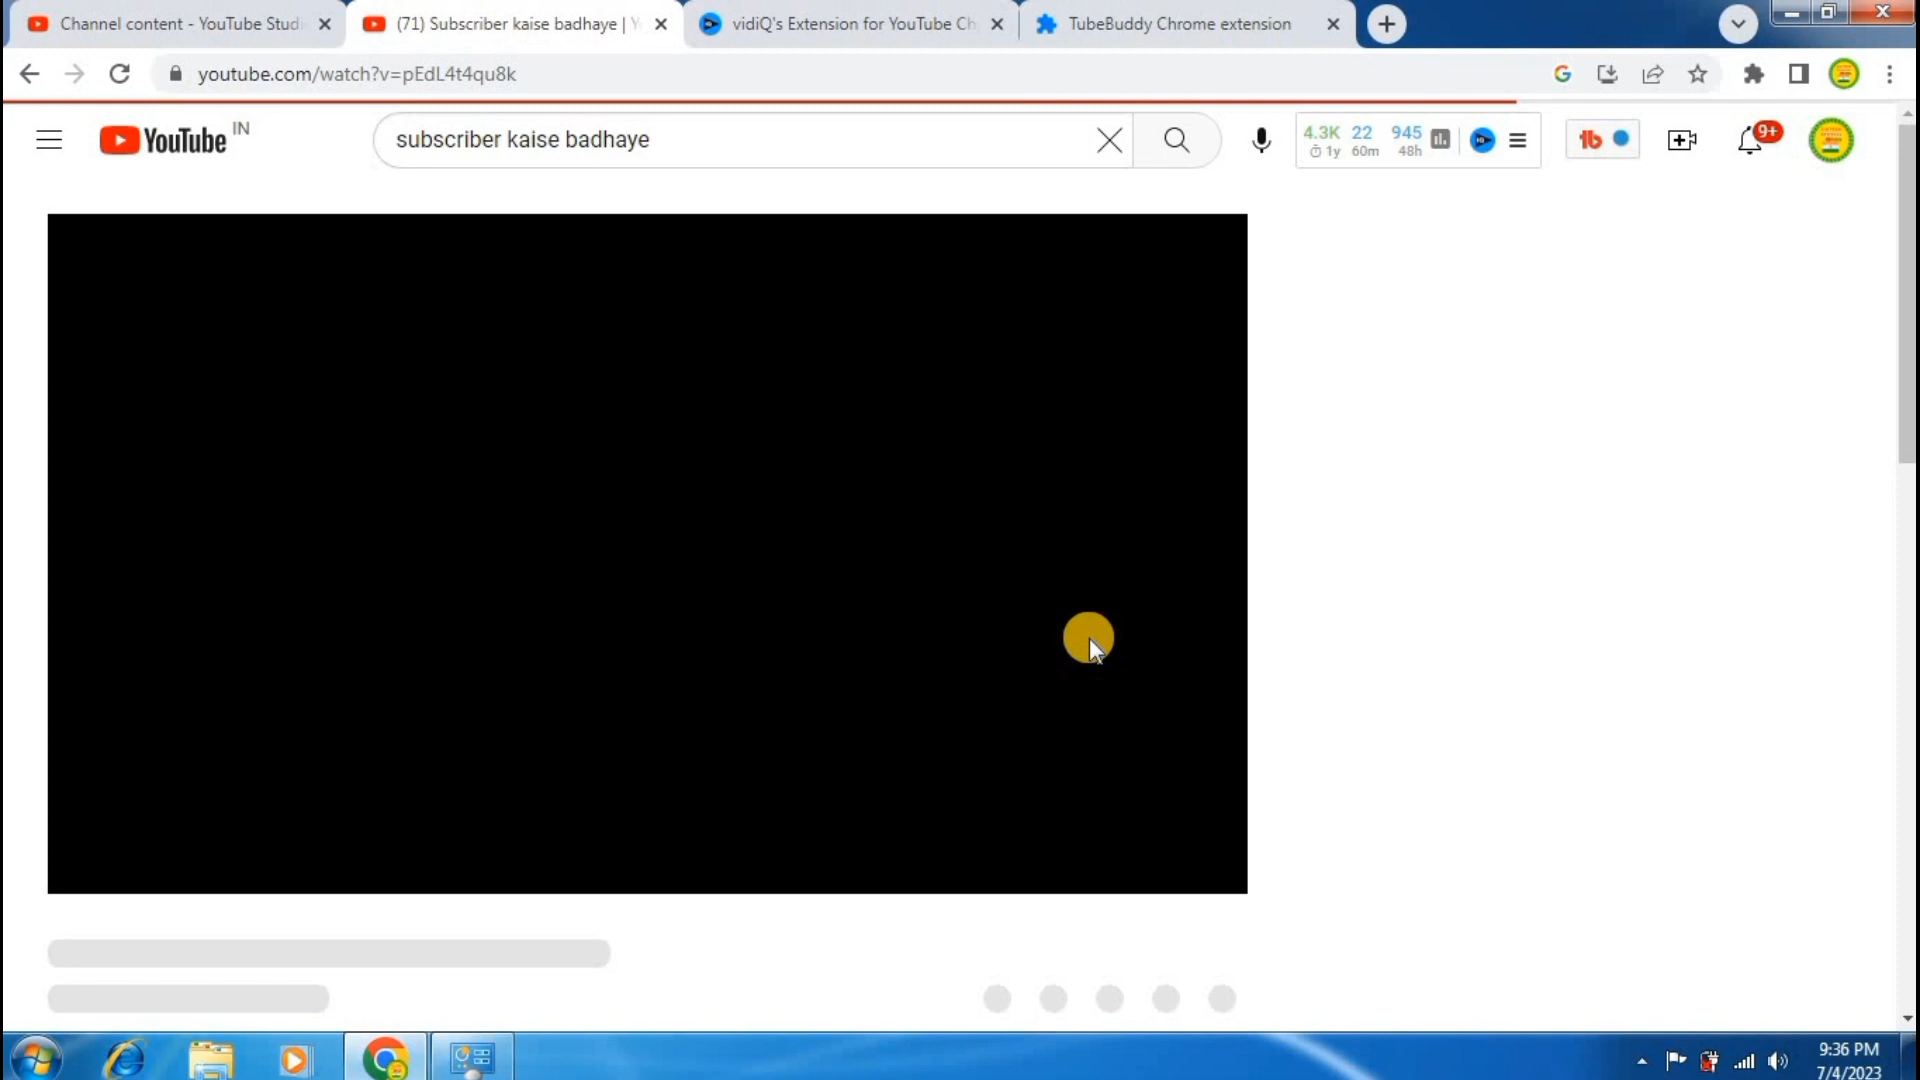 Channel content - YouTube Studi
(71) Subscriber kaise badhaye | Y
vidiQ's Extension for YouTube Ch
TubeBuddy Chrome extension
youtube.com/watch?v=pEdL4t4qu8k
YouTube IN
subscriber kaise badhaye
4.3K 22 945
1y 60m 48h
9+
9:36 PM
7/4/2023